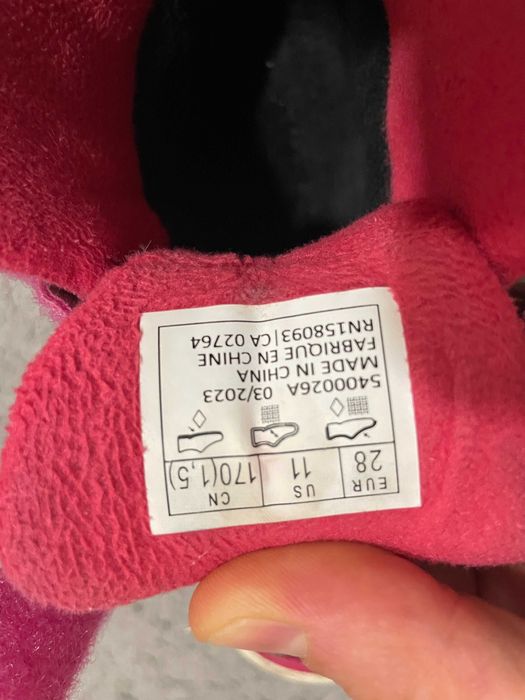 EUR US CN
28 11 170(1,5)
5400026A 03/2023
MADE IN CHINA
FABRIQUE EN CHINE
RN158093|CA 02764